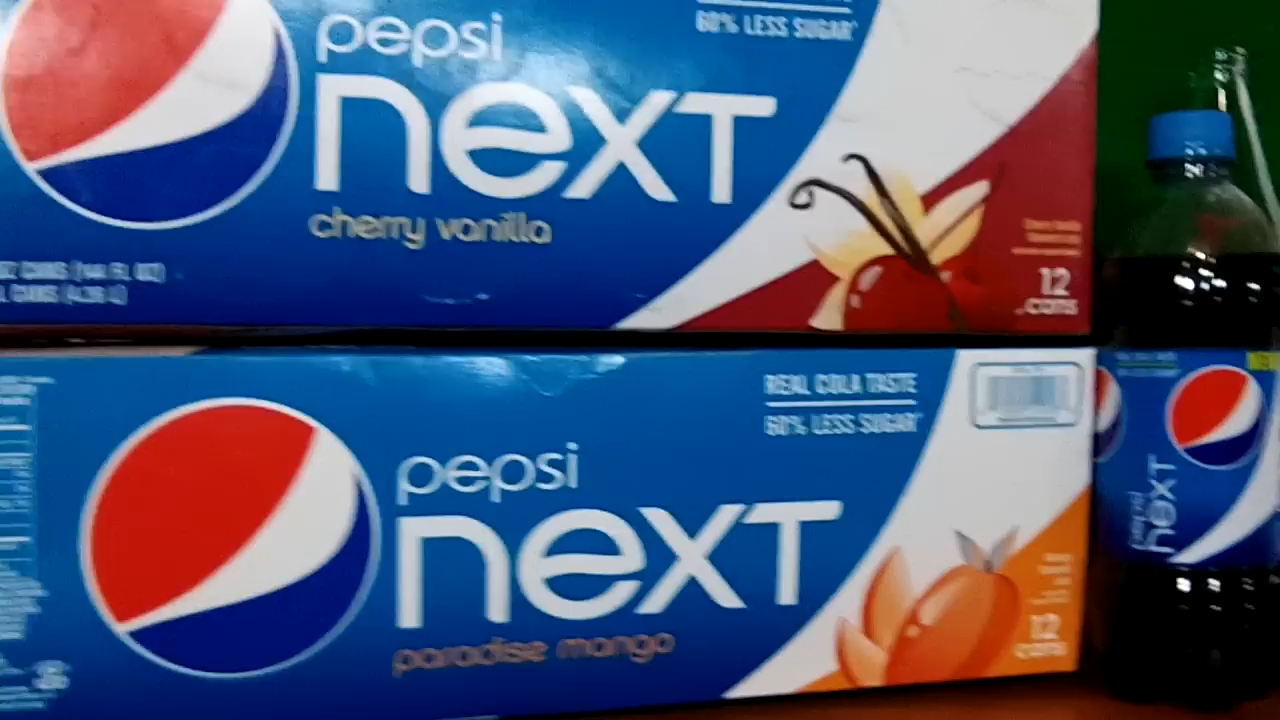 60% LESS SUGAR*
pepsi
next
cherry vanilla
12
cans
REAL COLA TASTE
60% LESS SUGAR*
pepsi
next
paradise mango
12
cans
pepsi
next